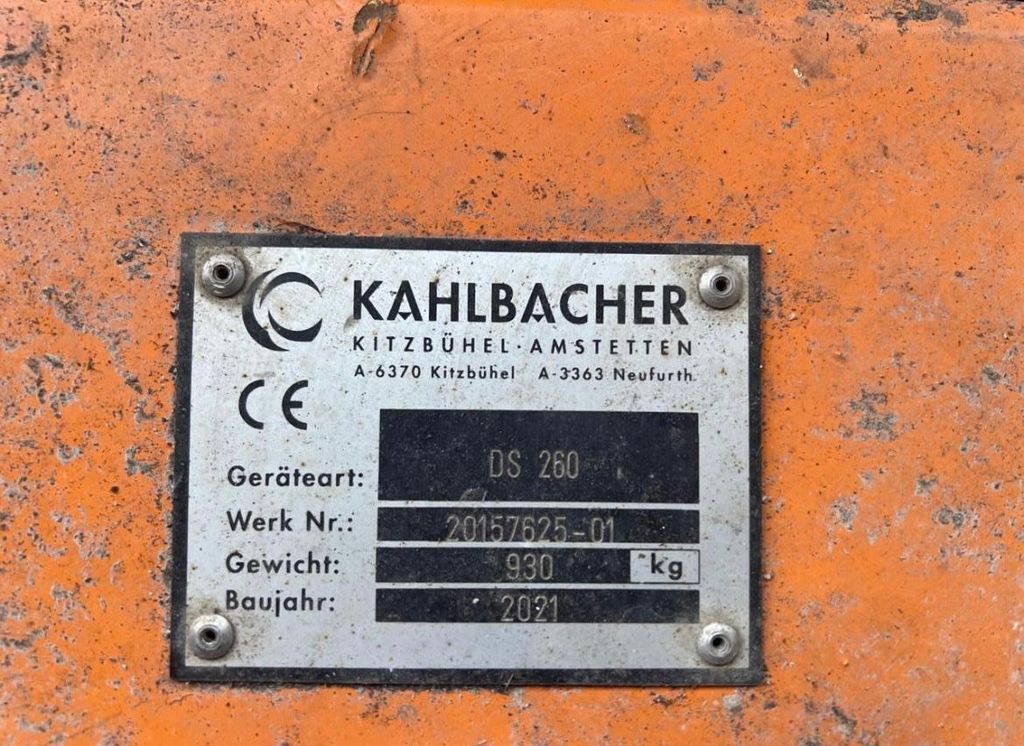 KAHLBACHER
KITZBÜHEL·AMSTETTEN
A-6370 Kitzbühel A-3363 Neufurth
CE
Geräteart: DS 260
Werk Nr.: 20157625-01
Gewicht: 930 kg
Baujahr: 2021